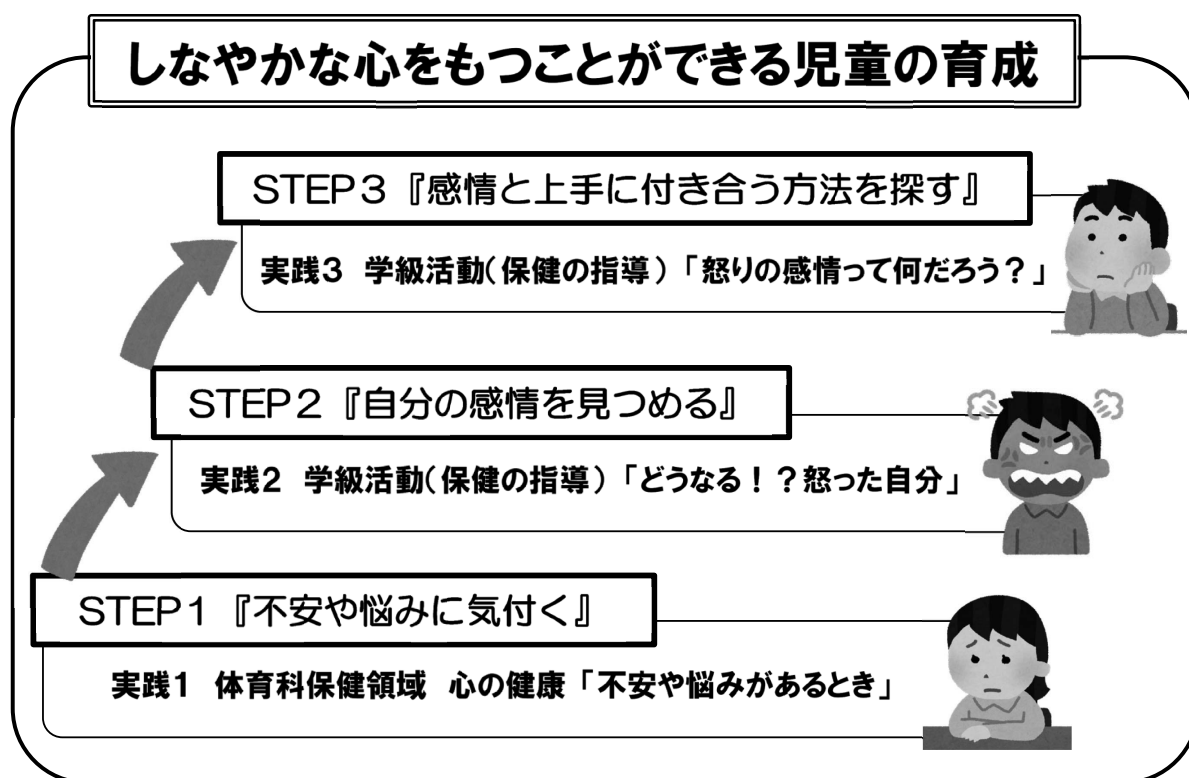 しなやかな心をもつことができる児童の育成
STEP3『感情と上手に付き合う方法を探す』
実践3 学級活動(保健の指導)「怒りの感情って何だろう?」
STEP2『自分の感情を見つめる』
実践2 学級活動(保健の指導)「どうなる!?怒った自分」
STEP1『不安や悩みに気付く』
実践1 体育科保健領域 心の健康「不安や悩みがあるとき」